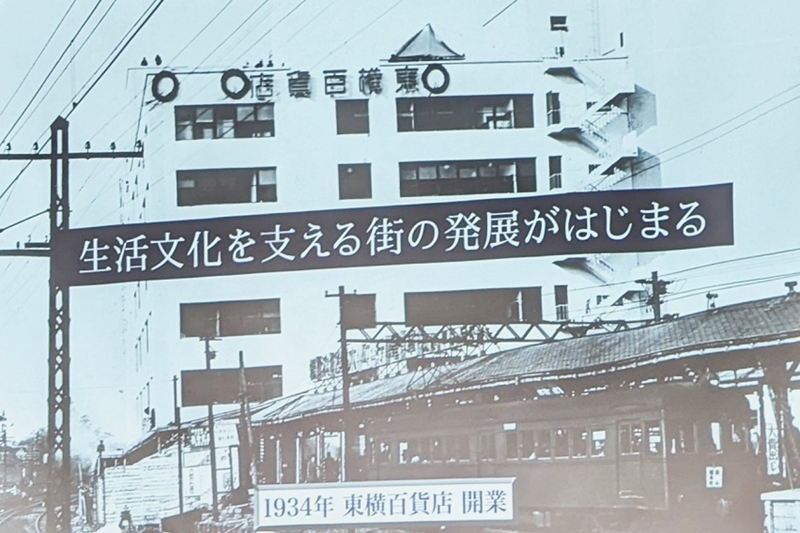 店貨百横東
生活文化を支える街の発展がはじまる
1934年 東横百貨店 開業